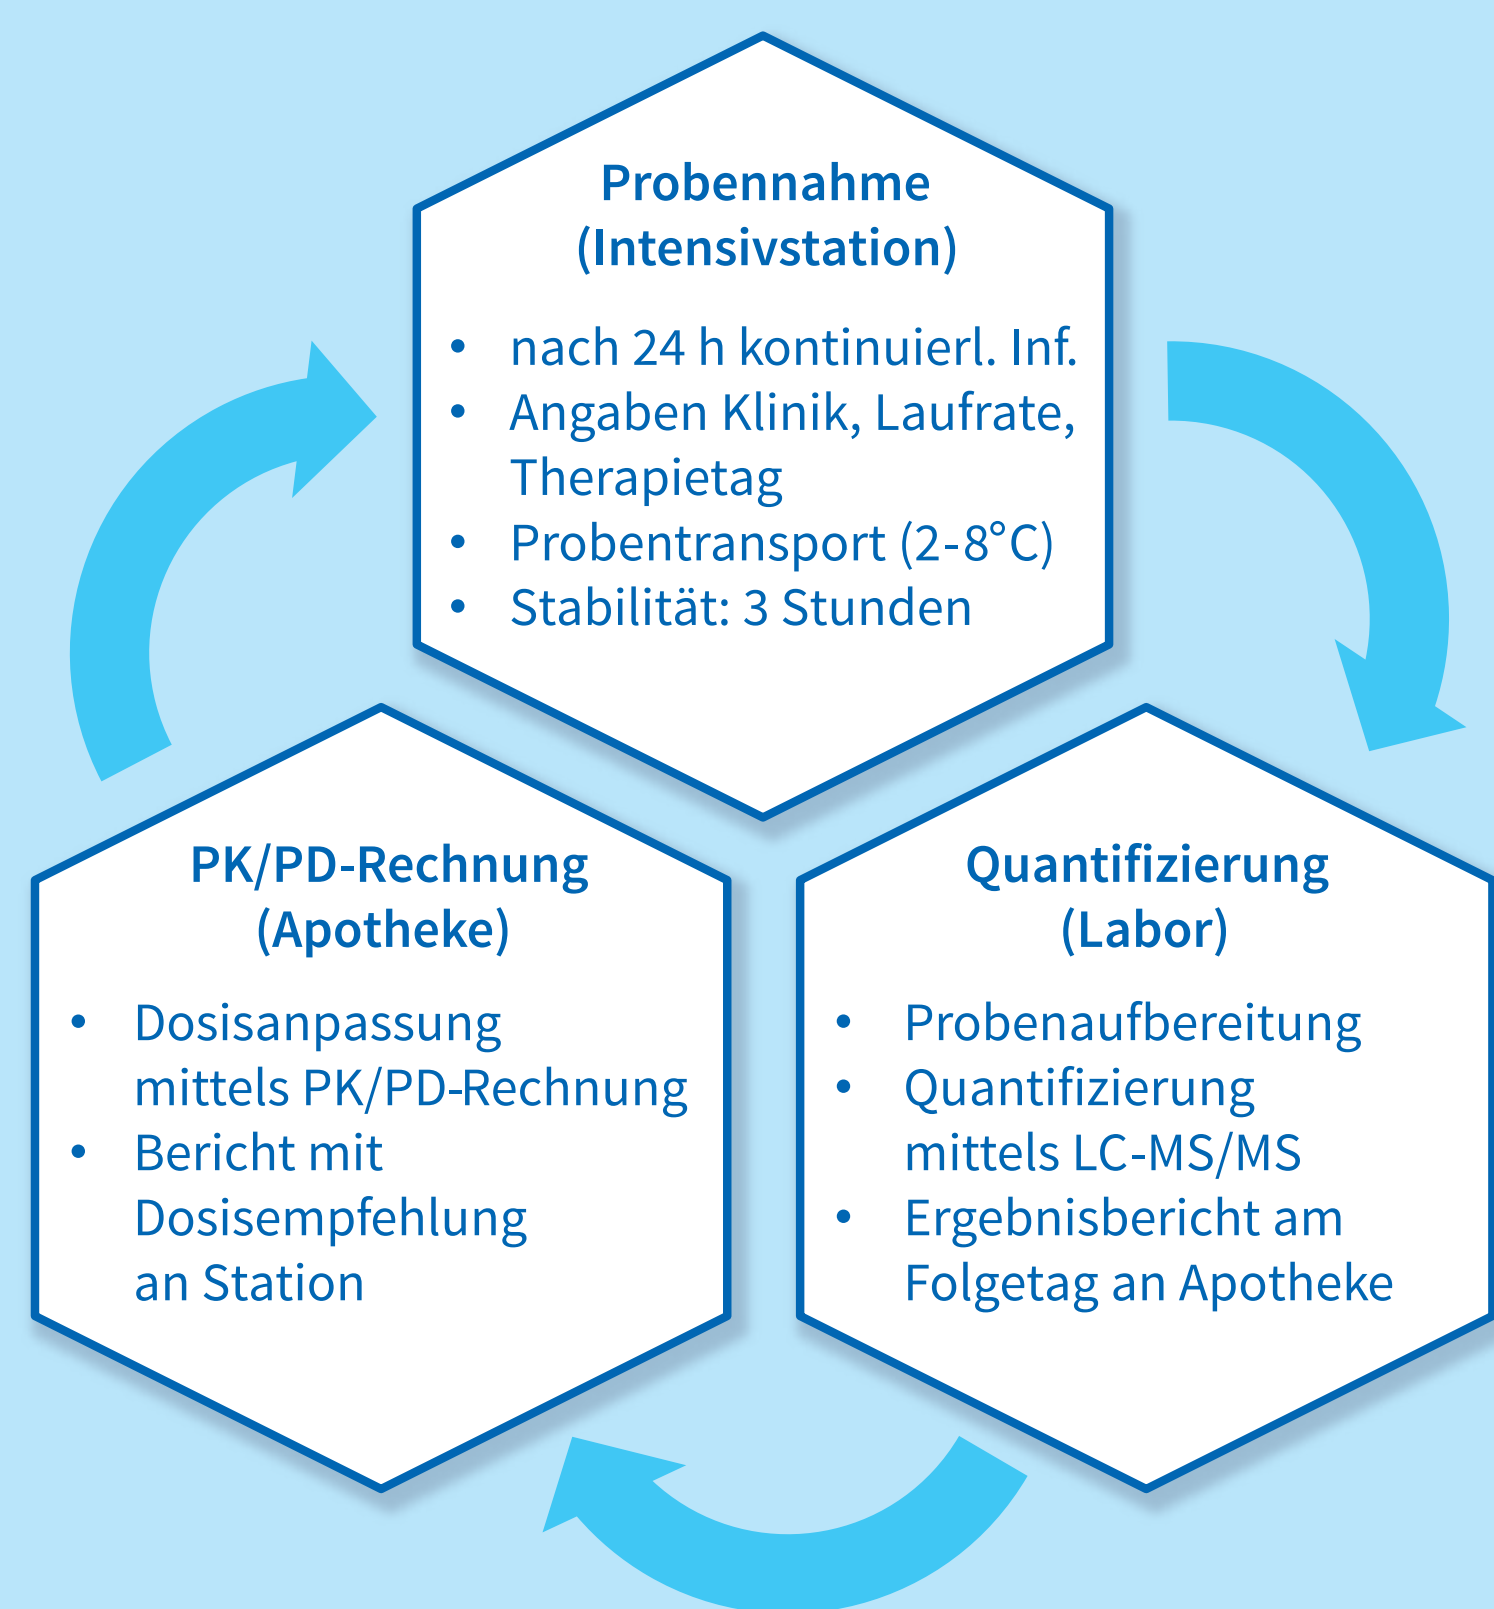 Probennahme
(Intensivstation)
• nach 24 h kontinuierl. Inf.
• Angaben Klinik, Laufrate,
Therapietag
• Probentransport (2-8°C)
• Stabilität: 3 Stunden
PK/PD-Rechnung
(Apotheke)
• Dosisanpassung
mittels PK/PD-Rechnung
• Bericht mit
Dosisempfehlung
an Station
Quantifizierung
(Labor)
• Probenaufbereitung
• Quantifizierung
mittels LC-MS/MS
• Ergebnisbericht am
Folgetag an Apotheke